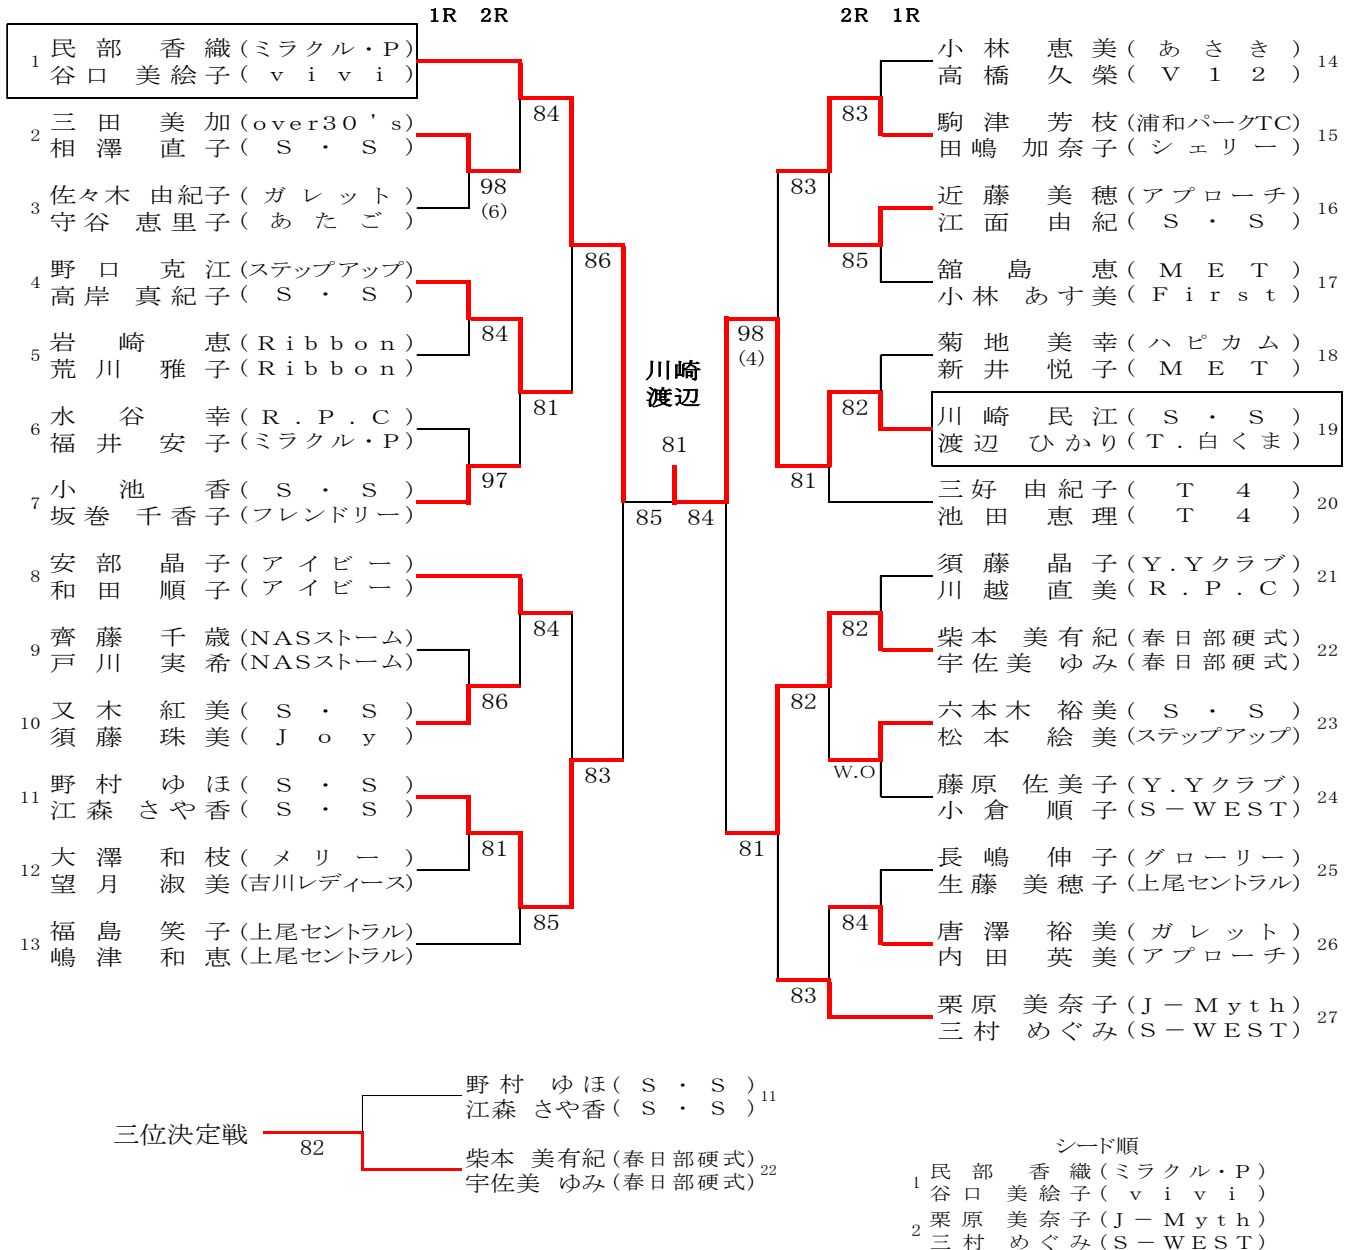 1R 2R
1 民部 香織 (ミラクル・P)
谷口 美絵子 (vivi)
84
2 三田 美加 (over30's)
相澤 直子 (S・S)
98
(6)
3 佐々木 由紀子 (ガレット)
守谷 恵里子 (あたご)
86
4 野口 克江 (ステップアップ)
高岸 真紀子 (S・S)
84
5 岩崎 恵 (Ribbon)
荒川 雅子 (Ribbon)
81
6 水谷 幸 (R.P.C)
福井 安子 (ミラクル・P)
97
7 小池 香 (S・S)
坂巻 千香子 (フレンドリー)
85
8 安部 晶子 (アイビー)
和田 順子 (アイビー)
84
9 齊藤 千歳 (NASストーム)
戸川 実希 (NASストーム)
86
10 又木 紅美 (S・S)
須藤 珠美 (Joy)
83
11 野村 ゆほ (S・S)
江森 さや香 (S・S)
81
12 大澤 和枝 (メリー)
望月 淑美 (吉川レディース)
85
13 福島 笑子 (上尾セントラル)
嶋津 和恵 (上尾セントラル)
川崎
渡辺
81
2R 1R
小林 恵美 (あさき) 14
高橋 久榮 (V12)
83
駒津 芳枝 (浦和パークTC) 15
田嶋 加奈子 (シェリー)
83
近藤 美穂 (アプローチ) 16
江面 由紀 (S・S)
85
舘島 恵 (MET) 17
小林 あす美 (First)
98
(4)
菊地 美幸 (ハピカム) 18
新井 悦子 (MET)
82
川崎 民江 (S・S) 19
渡辺 ひかり (T.白くま)
81
三好 由紀子 (T4) 20
池田 恵理 (T4)
84
須藤 晶子 (Y.Yクラブ) 21
川越 直美 (R.P.C)
82
柴本 美有紀 (春日部硬式) 22
宇佐美 ゆみ (春日部硬式)
82
六本木 裕美 (S・S) 23
松本 絵美 (ステップアップ)
W.O
藤原 佐美子 (Y.Yクラブ) 24
小倉 順子 (S-WEST)
81
長嶋 伸子 (グローリー) 25
生藤 美穂子 (上尾セントラル)
84
唐澤 裕美 (ガレット) 26
内田 英美 (アプローチ)
83
栗原 美奈子 (J-Myth) 27
三村 めぐみ (S-WEST)
三位決定戦
82
野村 ゆほ (S・S) 11
江森 さや香 (S・S)
柴本 美有紀 (春日部硬式) 22
宇佐美 ゆみ (春日部硬式)
シード順
1 民部 香織 (ミラクル・P)
谷口 美絵子 (vivi)
2 栗原 美奈子 (J-Myth)
三村 めぐみ (S-WEST)